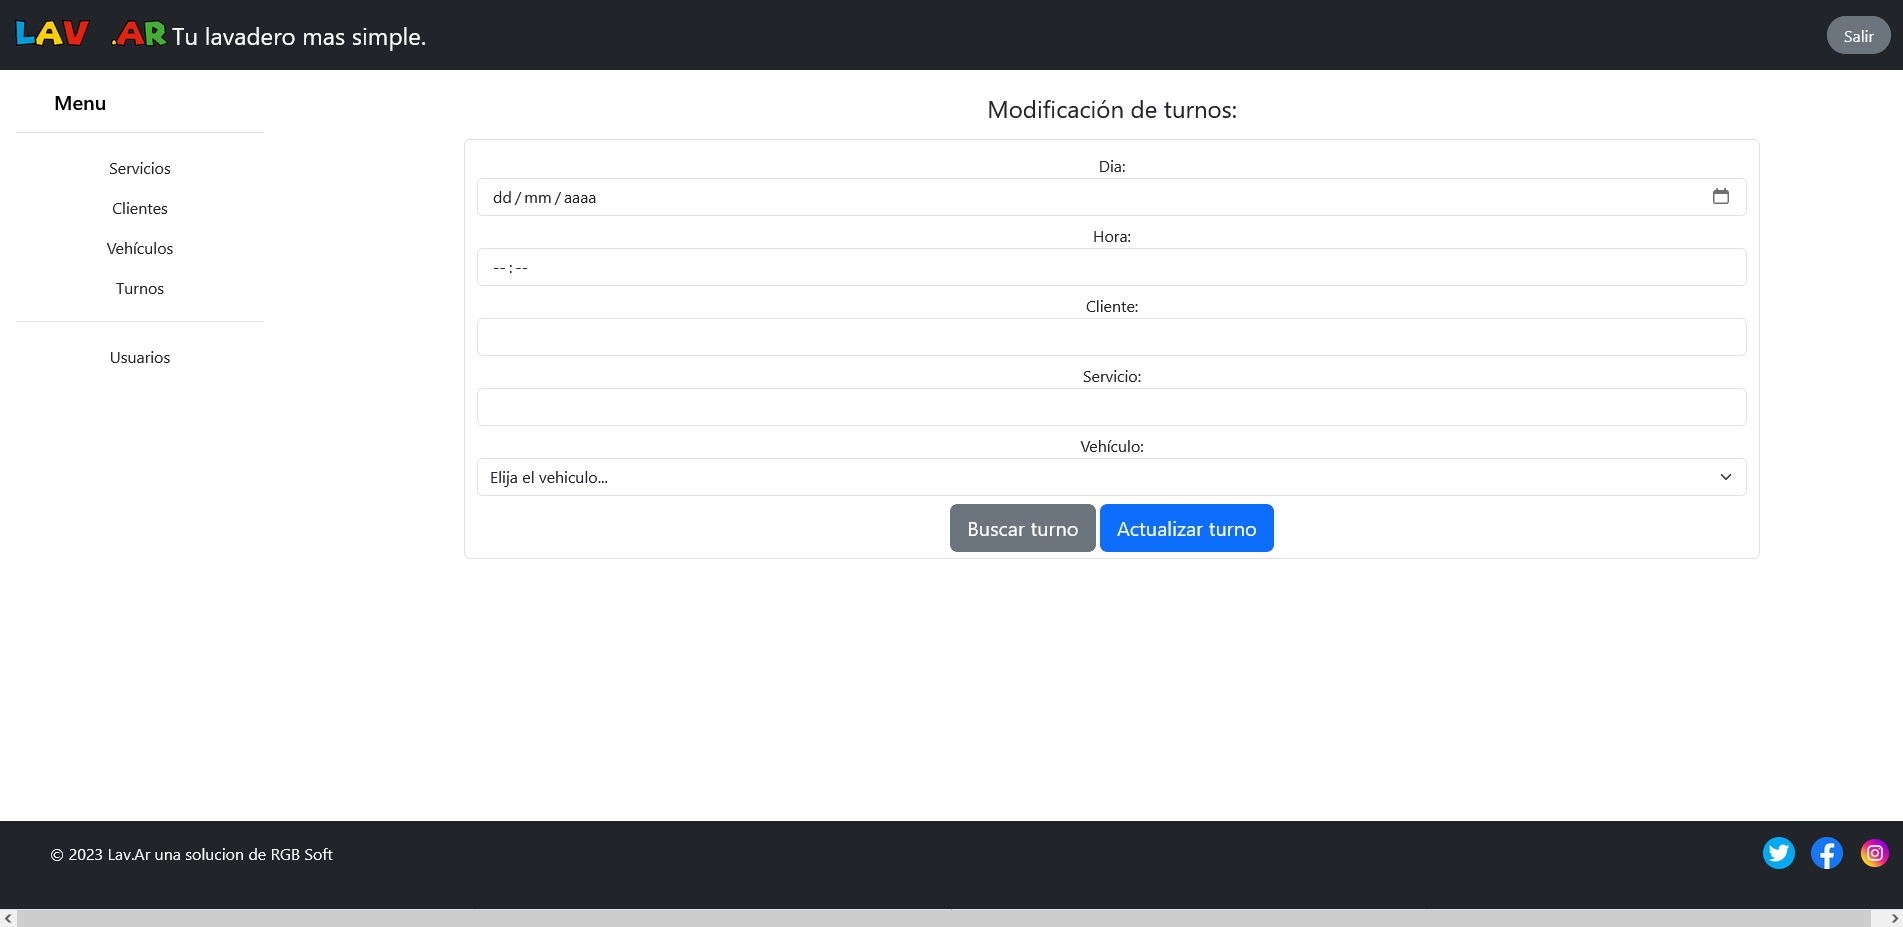 LAV .AR Tu lavadero mas simple.
Salir
Menu
Servicios
Clientes
Vehículos
Turnos
Usuarios
Modificación de turnos:
Dia:
dd/mm/aaaa
Hora:
--:--
Cliente:
Servicio:
Vehículo:
Elija el vehiculo...
Buscar turno
Actualizar turno
© 2023 Lav.Ar una solucion de RGB Soft